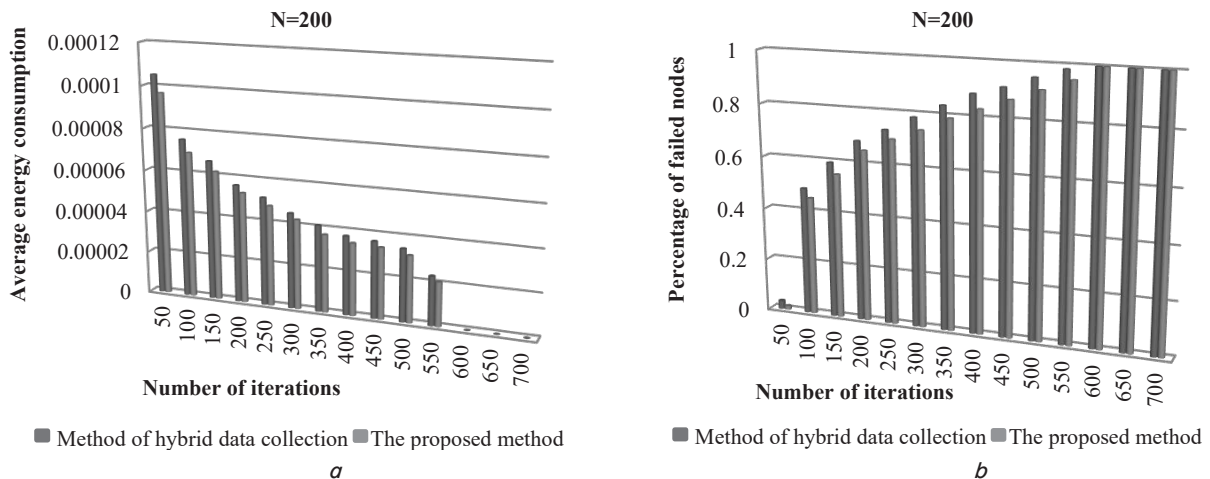 N=200
Average energy consumption
0.00012
0.0001
0.00008
0.00006
0.00004
0.00002
0
50 100 150 200 250 300 350 400 450 500 550 600 650 700
Number of iterations
Method of hybrid data collection The proposed method
a
N=200
Percentage of failed nodes
1
0.8
0.6
0.4
0.2
0
50 100 150 200 250 300 350 400 450 500 550 600 650 700
Number of iterations
Method of hybrid data collection The proposed method
b